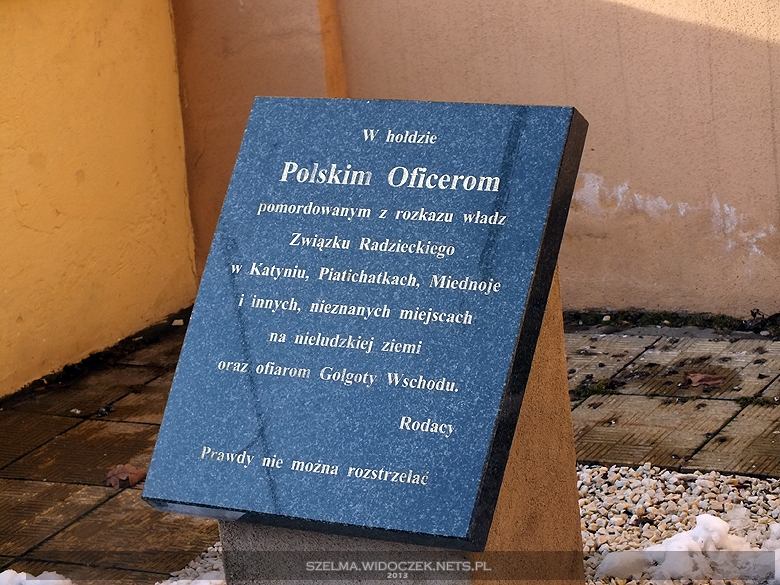 W hołdzie
Polskim Oficerom
pomordowanym z rozkazu władz
Związku Radzieckiego
w Katyniu, Piatichatkach, Miednoje
i innych, nieznanych miejscach
na nieludzkiej ziemi
oraz ofiarom Golgoty Wschodu.
Rodacy
Prawdy nie można rozstrzelać
SZELMA.WIDOCZEK.NETS.PL
2013